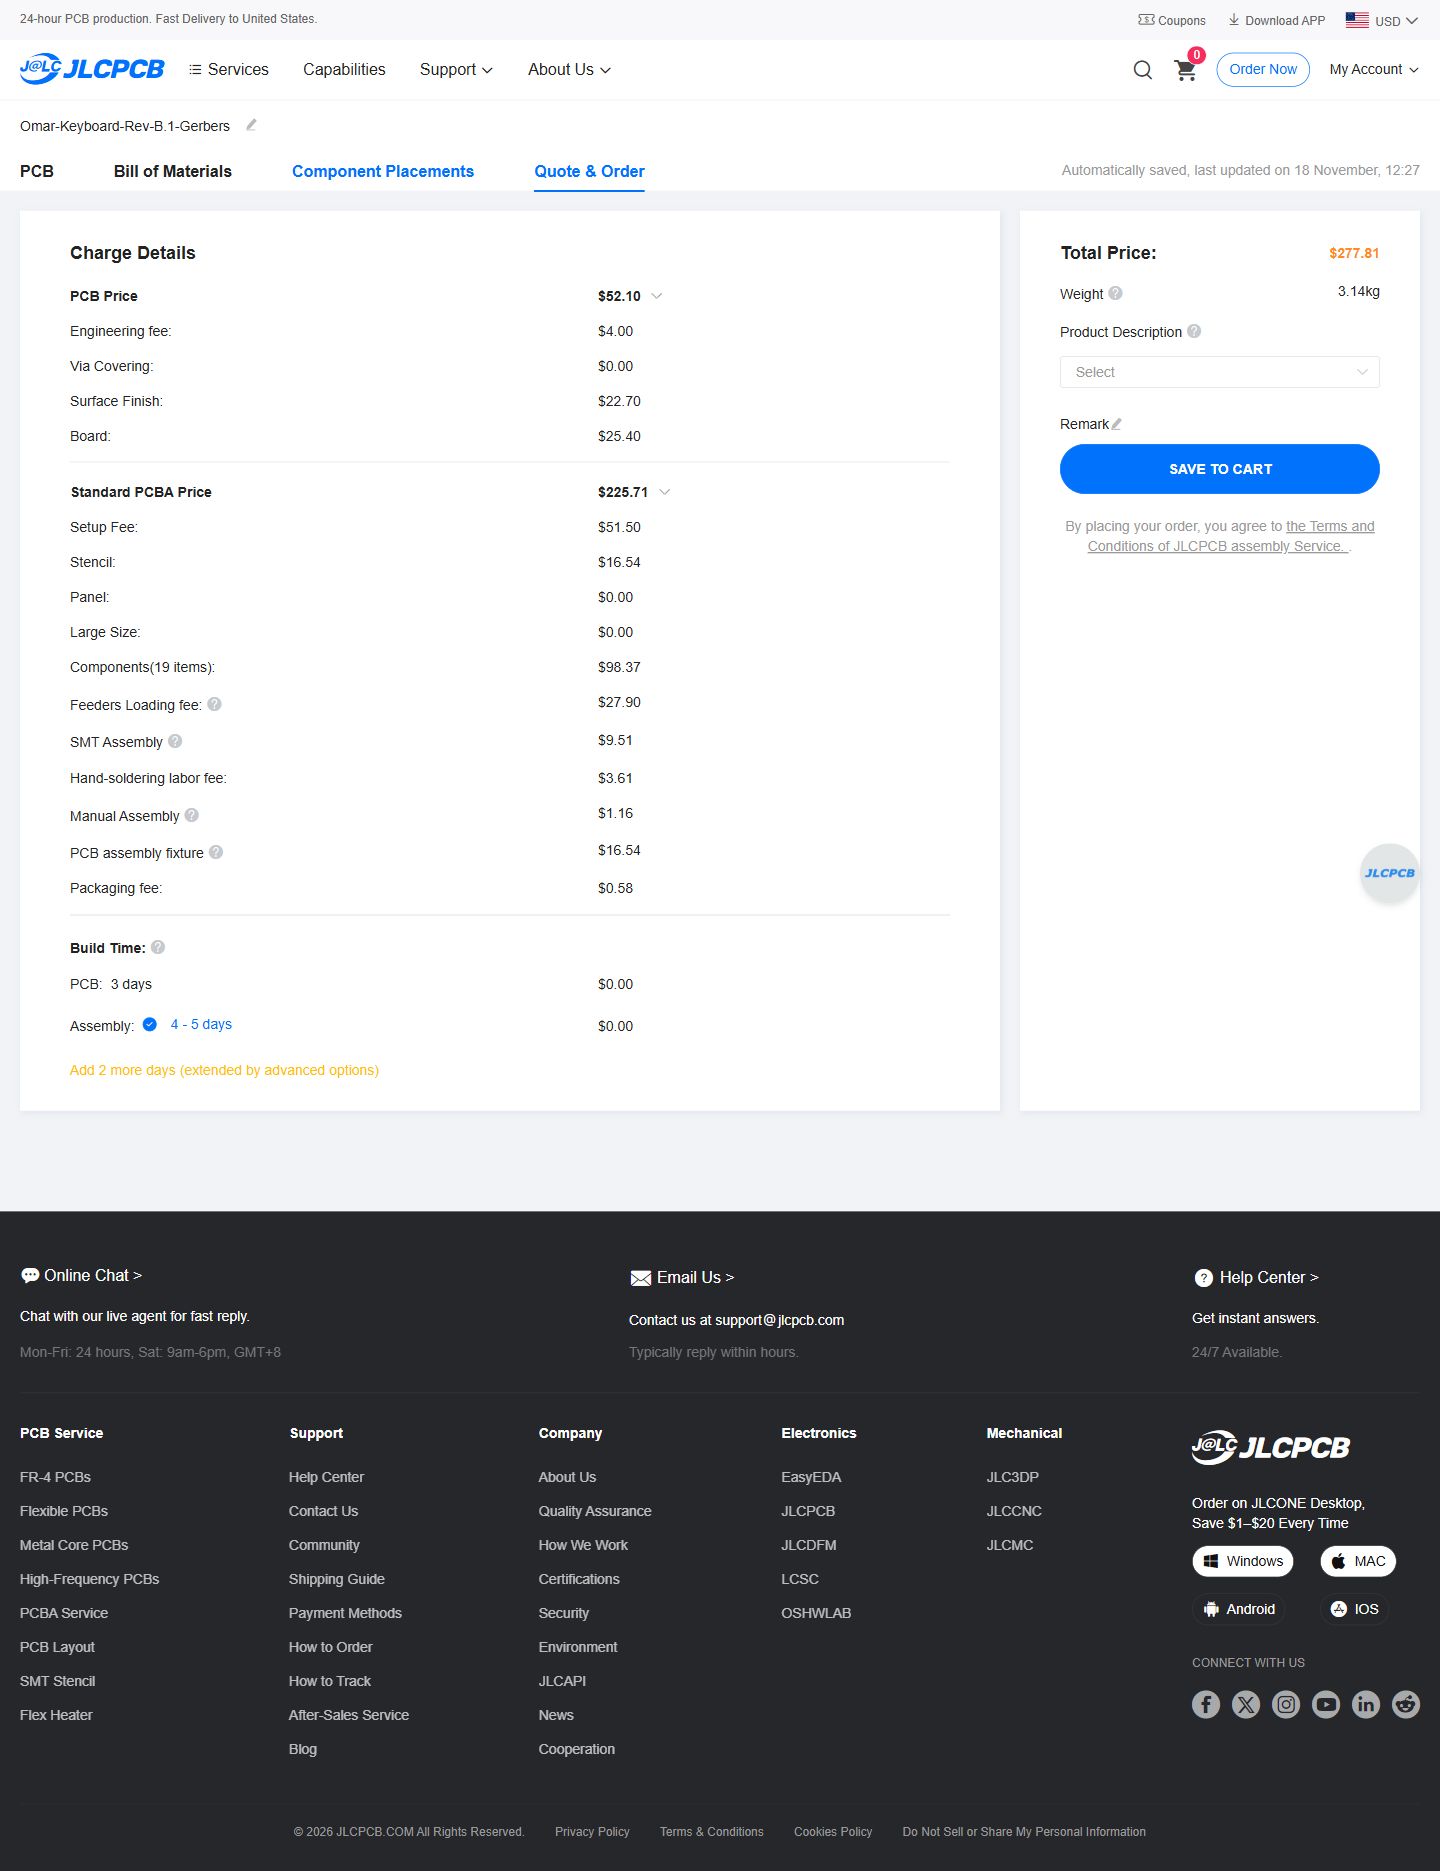 24-hour PCB production. Fast Delivery to United States.
Coupons
Download APP
USD
J@LC JLCPCB
Services
Capabilities
Support
About Us
0
Order Now
My Account
Omar-Keyboard-Rev-B.1-Gerbers
PCB
Bill of Materials
Component Placements
Quote & Order
Automatically saved, last updated on 18 November, 12:27
Charge Details
PCB Price $52.10
Engineering fee: $4.00
Via Covering: $0.00
Surface Finish: $22.70
Board: $25.40
Standard PCBA Price $225.71
Setup Fee: $51.50
Stencil: $16.54
Panel: $0.00
Large Size: $0.00
Components(19 items): $98.37
Feeders Loading fee: ? $27.90
SMT Assembly ? $9.51
Hand-soldering labor fee: $3.61
Manual Assembly ? $1.16
PCB assembly fixture ? $16.54
Packaging fee: $0.58
Build Time: ?
PCB: 3 days $0.00
Assembly: 4 - 5 days $0.00
Add 2 more days (extended by advanced options)
Total Price: $277.81
Weight ? 3.14kg
Product Description ?
Select
Remark
SAVE TO CART
By placing your order, you agree to the Terms and
Conditions of JLCPCB assembly Service. .
JLCPCB
Online Chat >
Chat with our live agent for fast reply.
Mon-Fri: 24 hours, Sat: 9am-6pm, GMT+8
Email Us >
Contact us at support@jlcpcb.com
Typically reply within hours.
? Help Center >
Get instant answers.
24/7 Available.
PCB Service
FR-4 PCBs
Flexible PCBs
Metal Core PCBs
High-Frequency PCBs
PCBA Service
PCB Layout
SMT Stencil
Flex Heater
Support
Help Center
Contact Us
Community
Shipping Guide
Payment Methods
How to Order
How to Track
After-Sales Service
Blog
Company
About Us
Quality Assurance
How We Work
Certifications
Security
Environment
JLCAPI
News
Cooperation
Electronics
EasyEDA
JLCPCB
JLCDFM
LCSC
OSHWLAB
Mechanical
JLC3DP
JLCCNC
JLCMC
J@LC JLCPCB
Order on JLCONE Desktop,
Save $1–$20 Every Time
Windows
MAC
Android
IOS
CONNECT WITH US
© 2026 JLCPCB.COM All Rights Reserved.
Privacy Policy
Terms & Conditions
Cookies Policy
Do Not Sell or Share My Personal Information